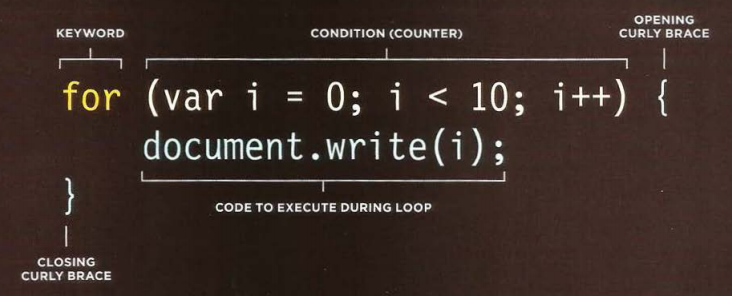 OPENING
KEYWORD CONDITION (COUNTER) CURLY BRACE
for (var i = 0; i < 10; i++) {
document.write(i);
}
CODE TO EXECUTE DURING LOOP
CLOSING
CURLY BRACE